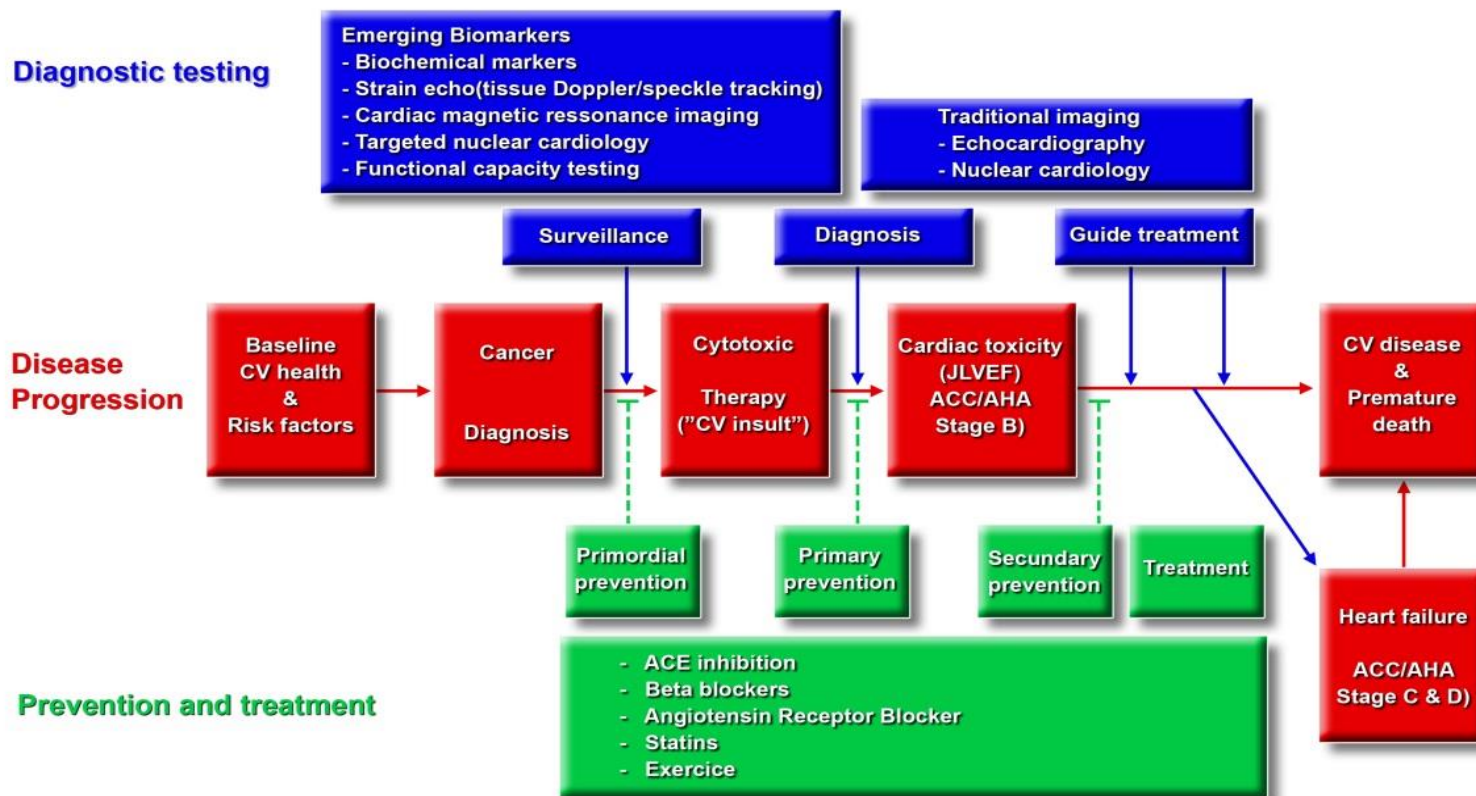 Diagnostic testing
Emerging Biomarkers
- Biochemical markers
- Strain echo(tissue Doppler/speckle tracking)
- Cardiac magnetic ressonance imaging
- Targeted nuclear cardiology
- Functional capacity testing
Traditional imaging
- Echocardiography
- Nuclear cardiology
Surveillance
Diagnosis
Guide treatment
Disease
Progression
Baseline
CV health
&
Risk factors
Cancer
Diagnosis
Cytotoxic
Therapy
("CV insult")
Cardiac toxicity
(JLVEF)
ACC/AHA
Stage B)
CV disease
&
Premature
death
Primordial
prevention
Primary
prevention
Secundary
prevention
Treatment
Heart failure
ACC/AHA
Stage C & D)
Prevention and treatment
- ACE inhibition
- Beta blockers
- Angiotensin Receptor Blocker
- Statins
- Exercice